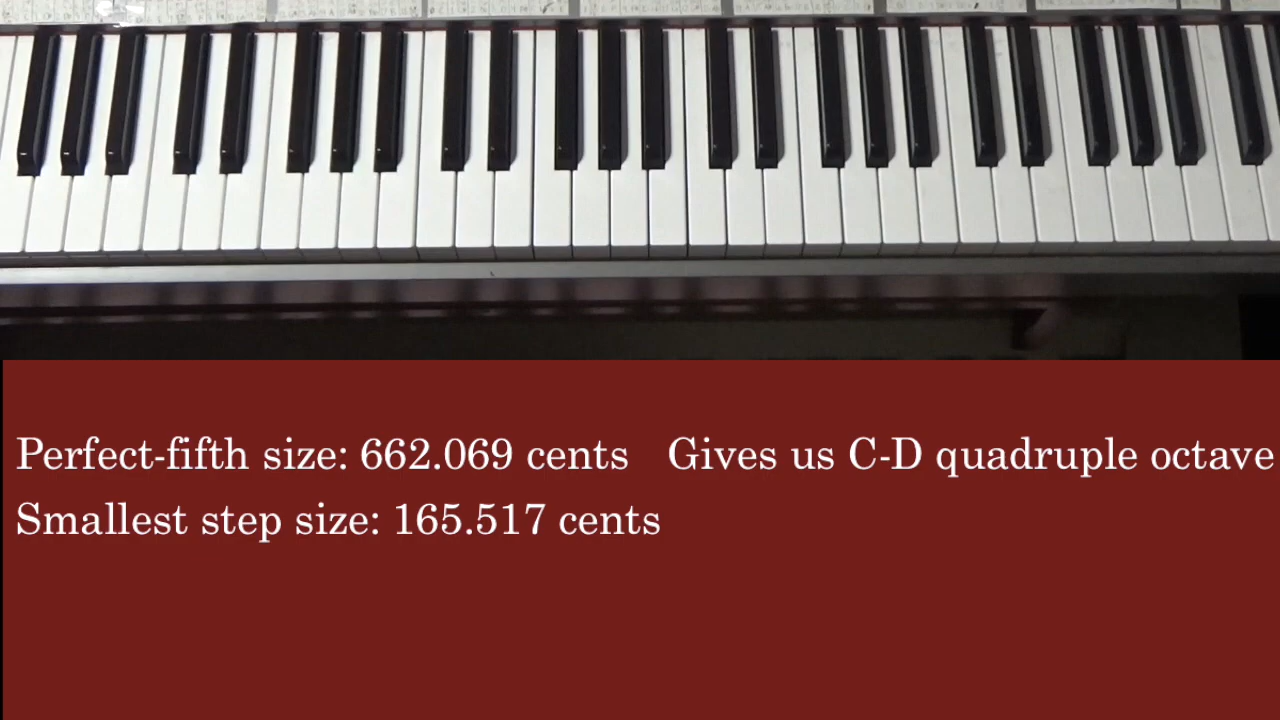 Perfect-fifth size: 662.069 cents Gives us C-D quadruple octave
Smallest step size: 165.517 cents